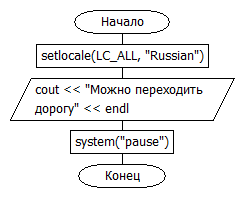 Начало
setlocale(LC_ALL, "Russian")
cout << "Можно переходить
дорогу" << endl
system("pause")
Конец